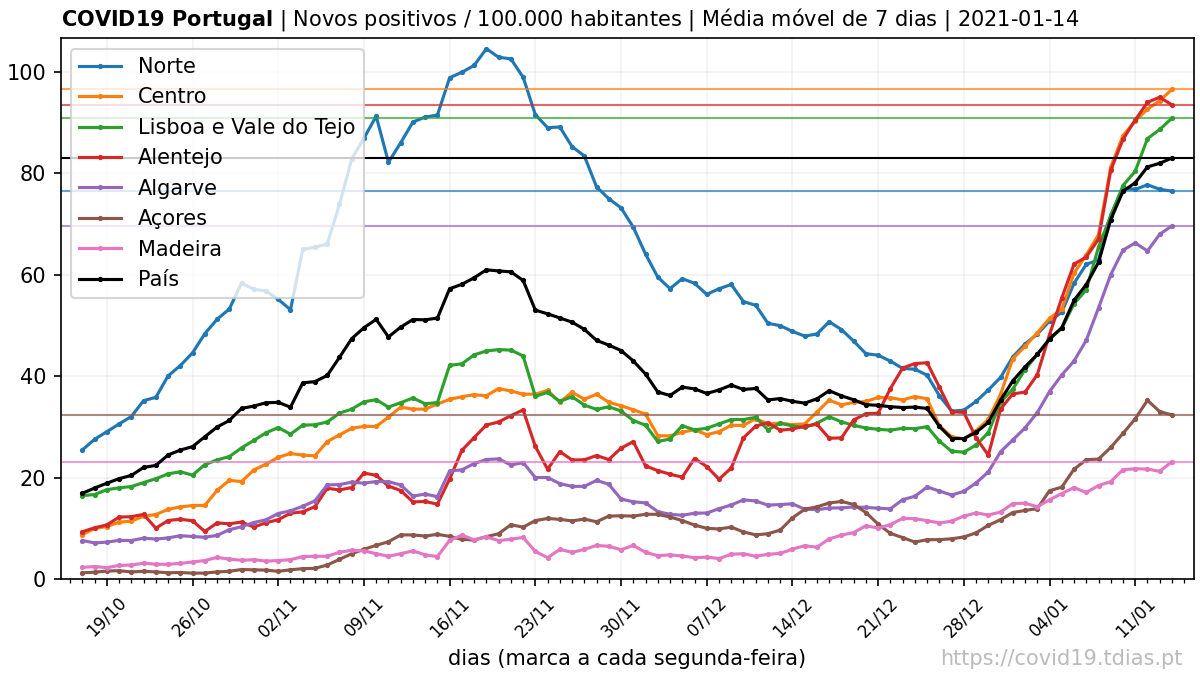 COVID19 Portugal | Novos positivos / 100.000 habitantes | Média móvel de 7 dias | 2021-01-14
100
80
60
40
20
0
Norte
Centro
Lisboa e Vale do Tejo
Alentejo
Algarve
Açores
Madeira
País
19/10 26/10 02/11 09/11 16/11 23/11 30/11 07/12 14/12 21/12 28/12 04/01 11/01
dias (marca a cada segunda-feira)
https://covid19.tdias.pt